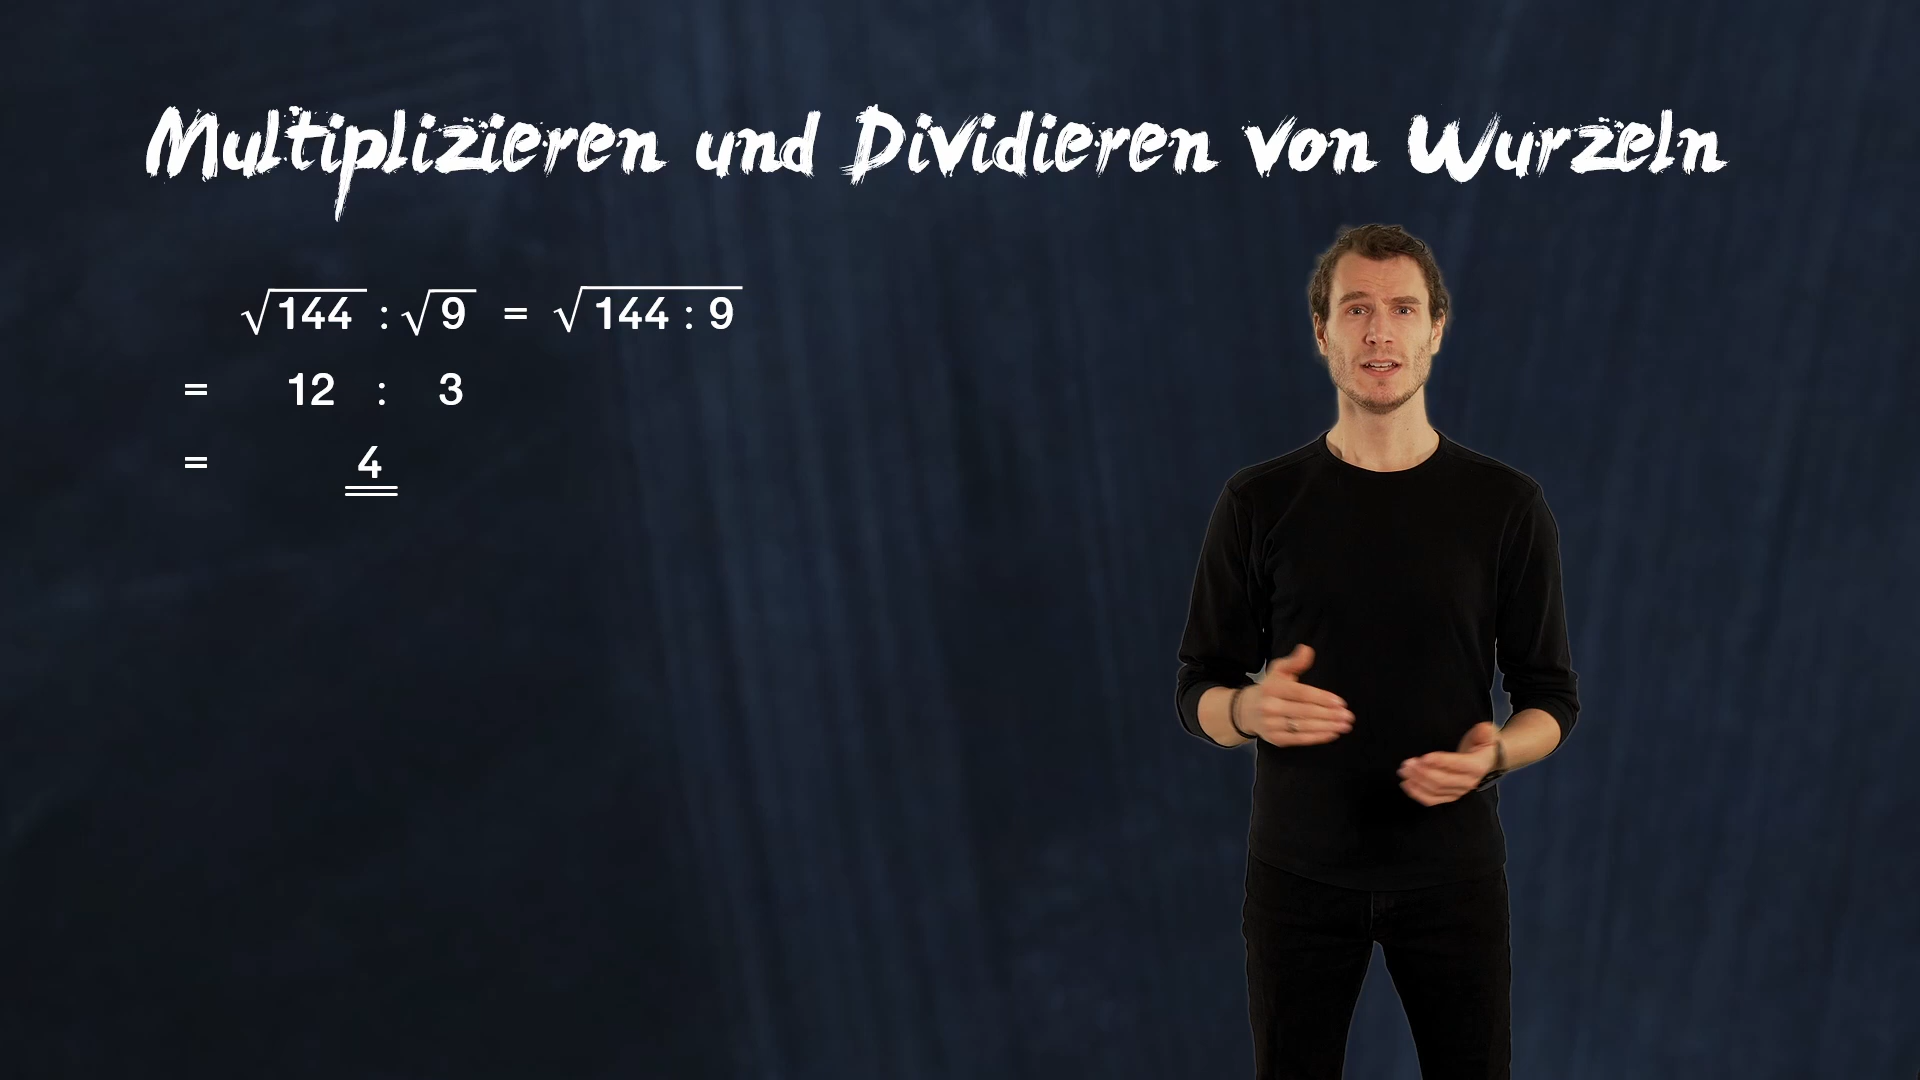 Multiplizieren und Dividieren von Wurzeln
√144 : √9 = √144 : 9
= 12 : 3
= 4